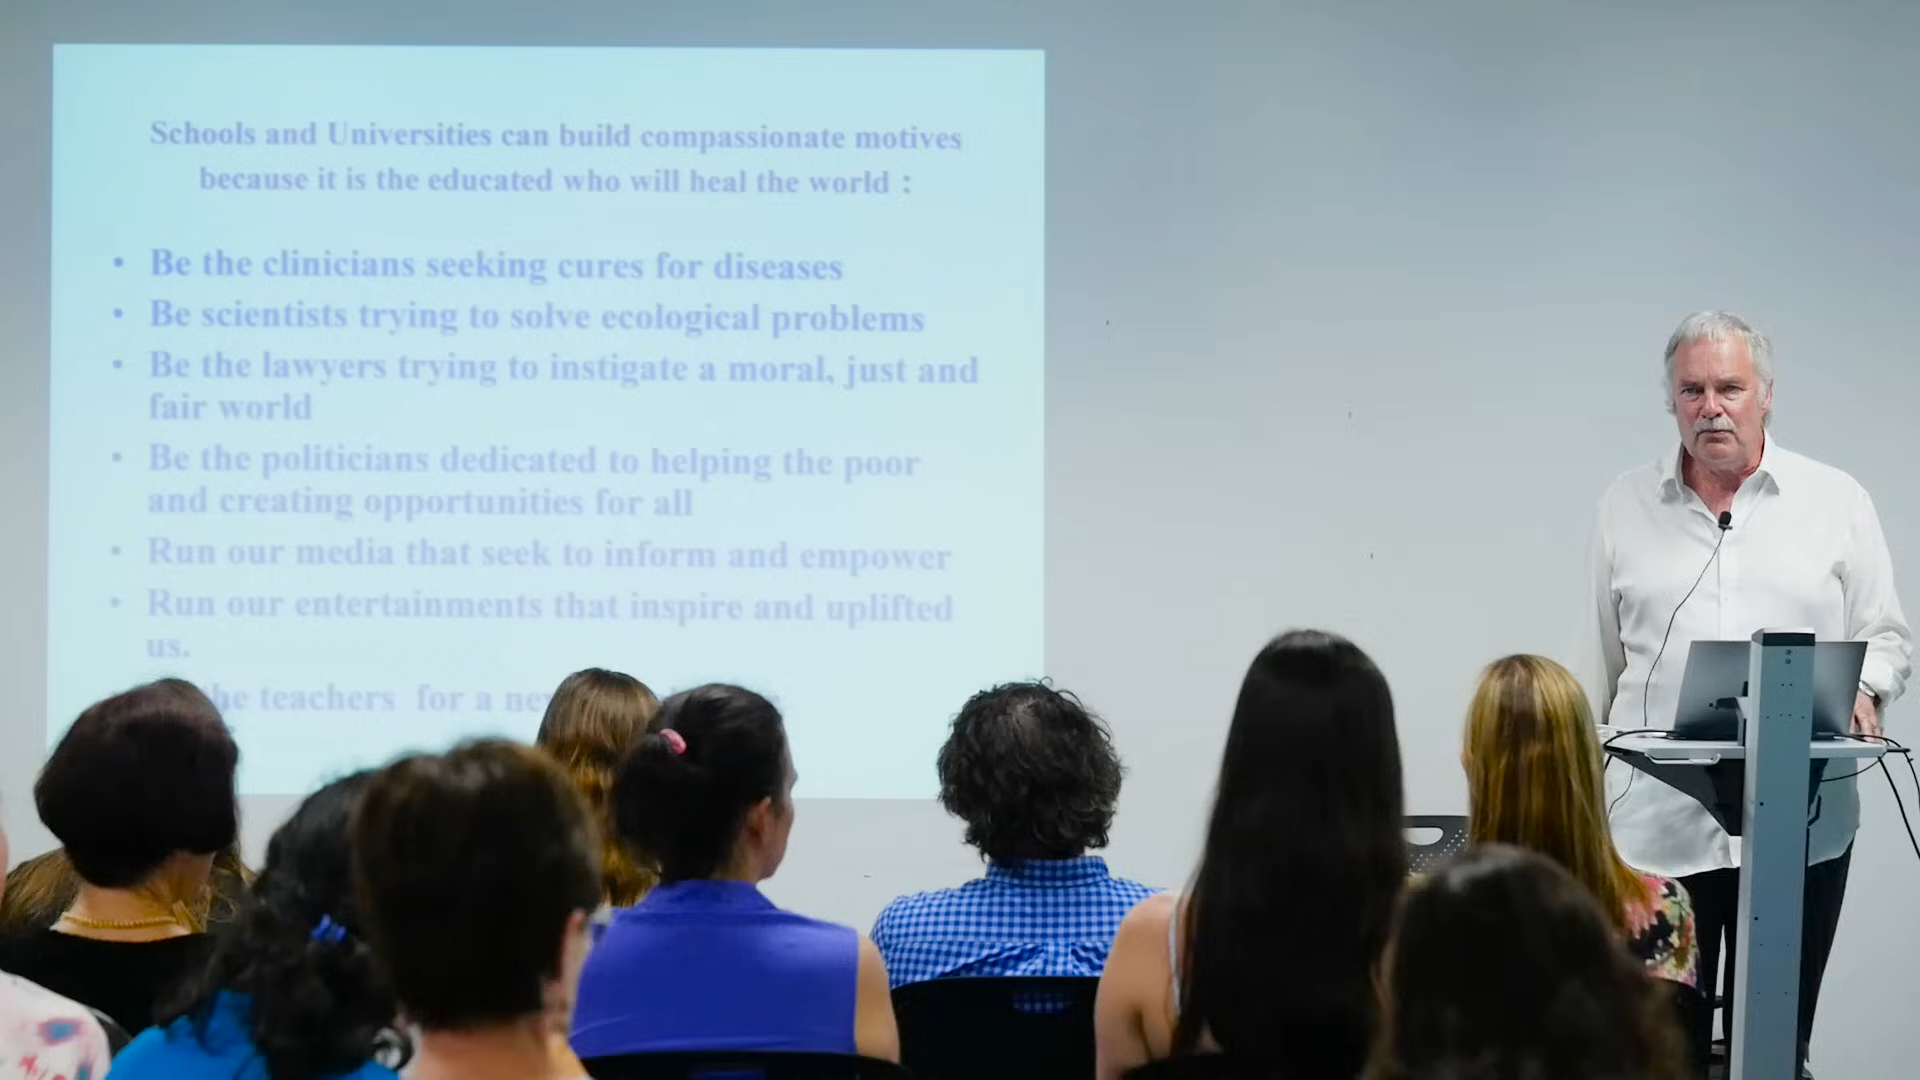 Schools and Universities can build compassionate motives
because it is the educated who will heal the world :
• Be the clinicians seeking cures for diseases
• Be scientists trying to solve ecological problems
• Be the lawyers trying to instigate a moral, just and
fair world
• Be the politicians dedicated to helping the poor
and creating opportunities for all
• Run our media that seek to inform and empower
• Run our entertainments that inspire and uplifted
us.
teachers for a